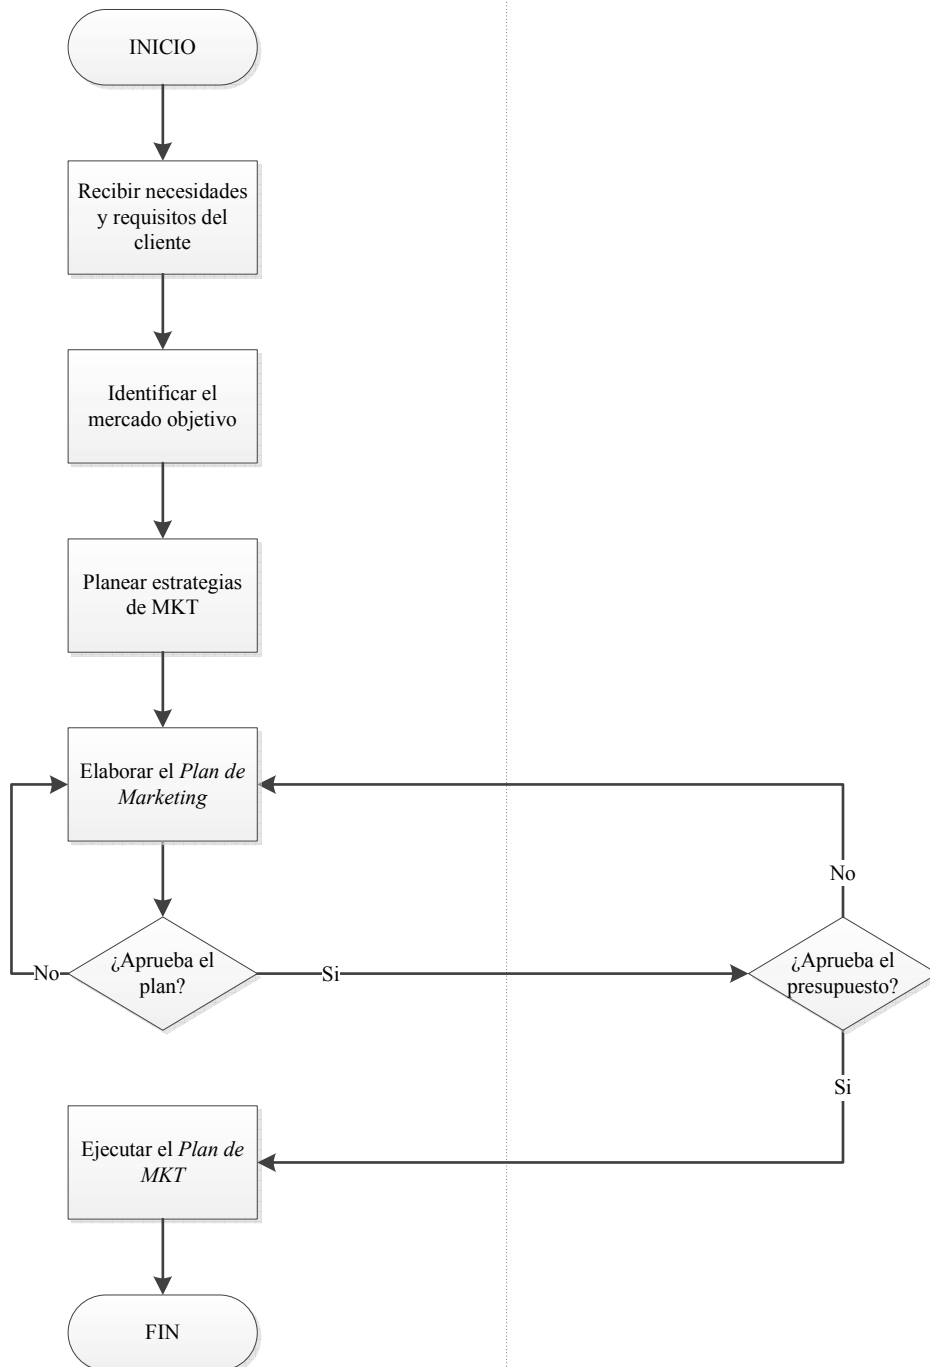 INICIO
Recibir necesidades
y requisitos del
cliente
Identificar el
mercado objetivo
Planear estrategias
de MKT
Elaborar el Plan de
Marketing
No
¿Aprueba el
plan?
No
Si
¿Aprueba el
presupuesto?
Si
Ejecutar el Plan de
MKT
FIN